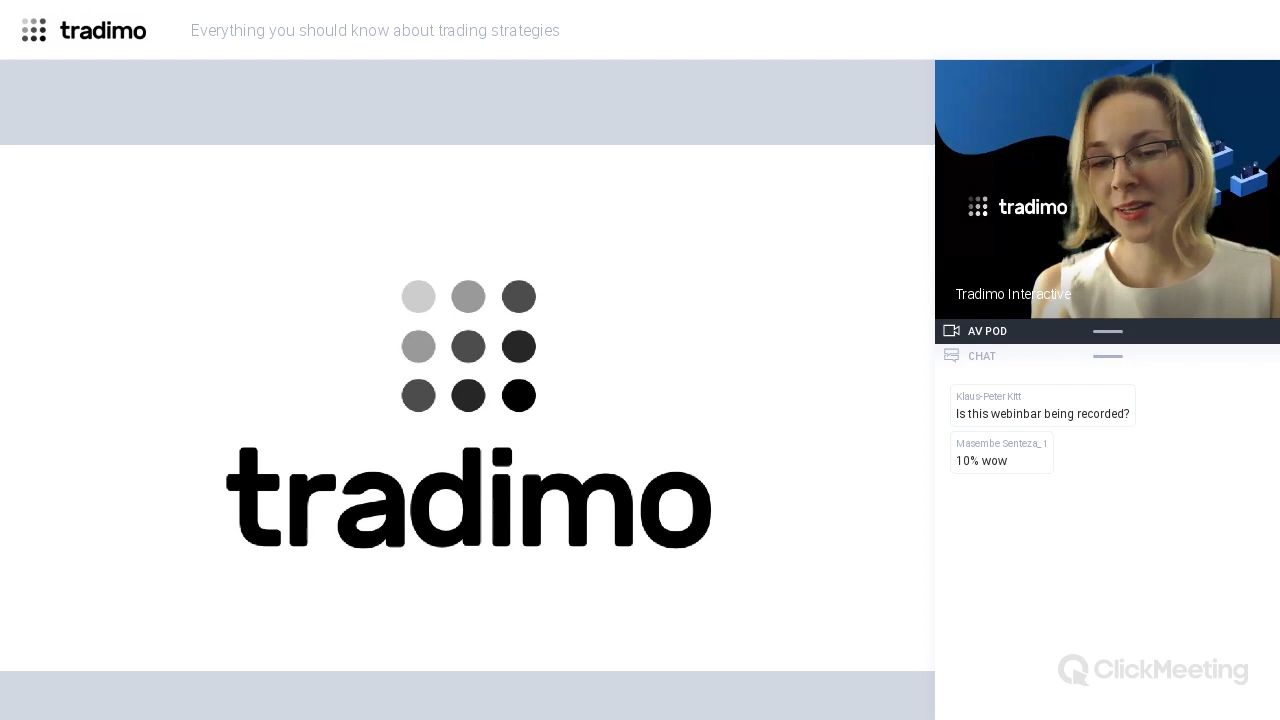 tradimo
Everything you should know about trading strategies
tradimo
tradimo
Tradimo Interactive
AV POD
CHAT
Klaus-Peter Kitt
Is this webinbar being recorded?
Masembe Senteza_1
10% wow
ClickMeeting